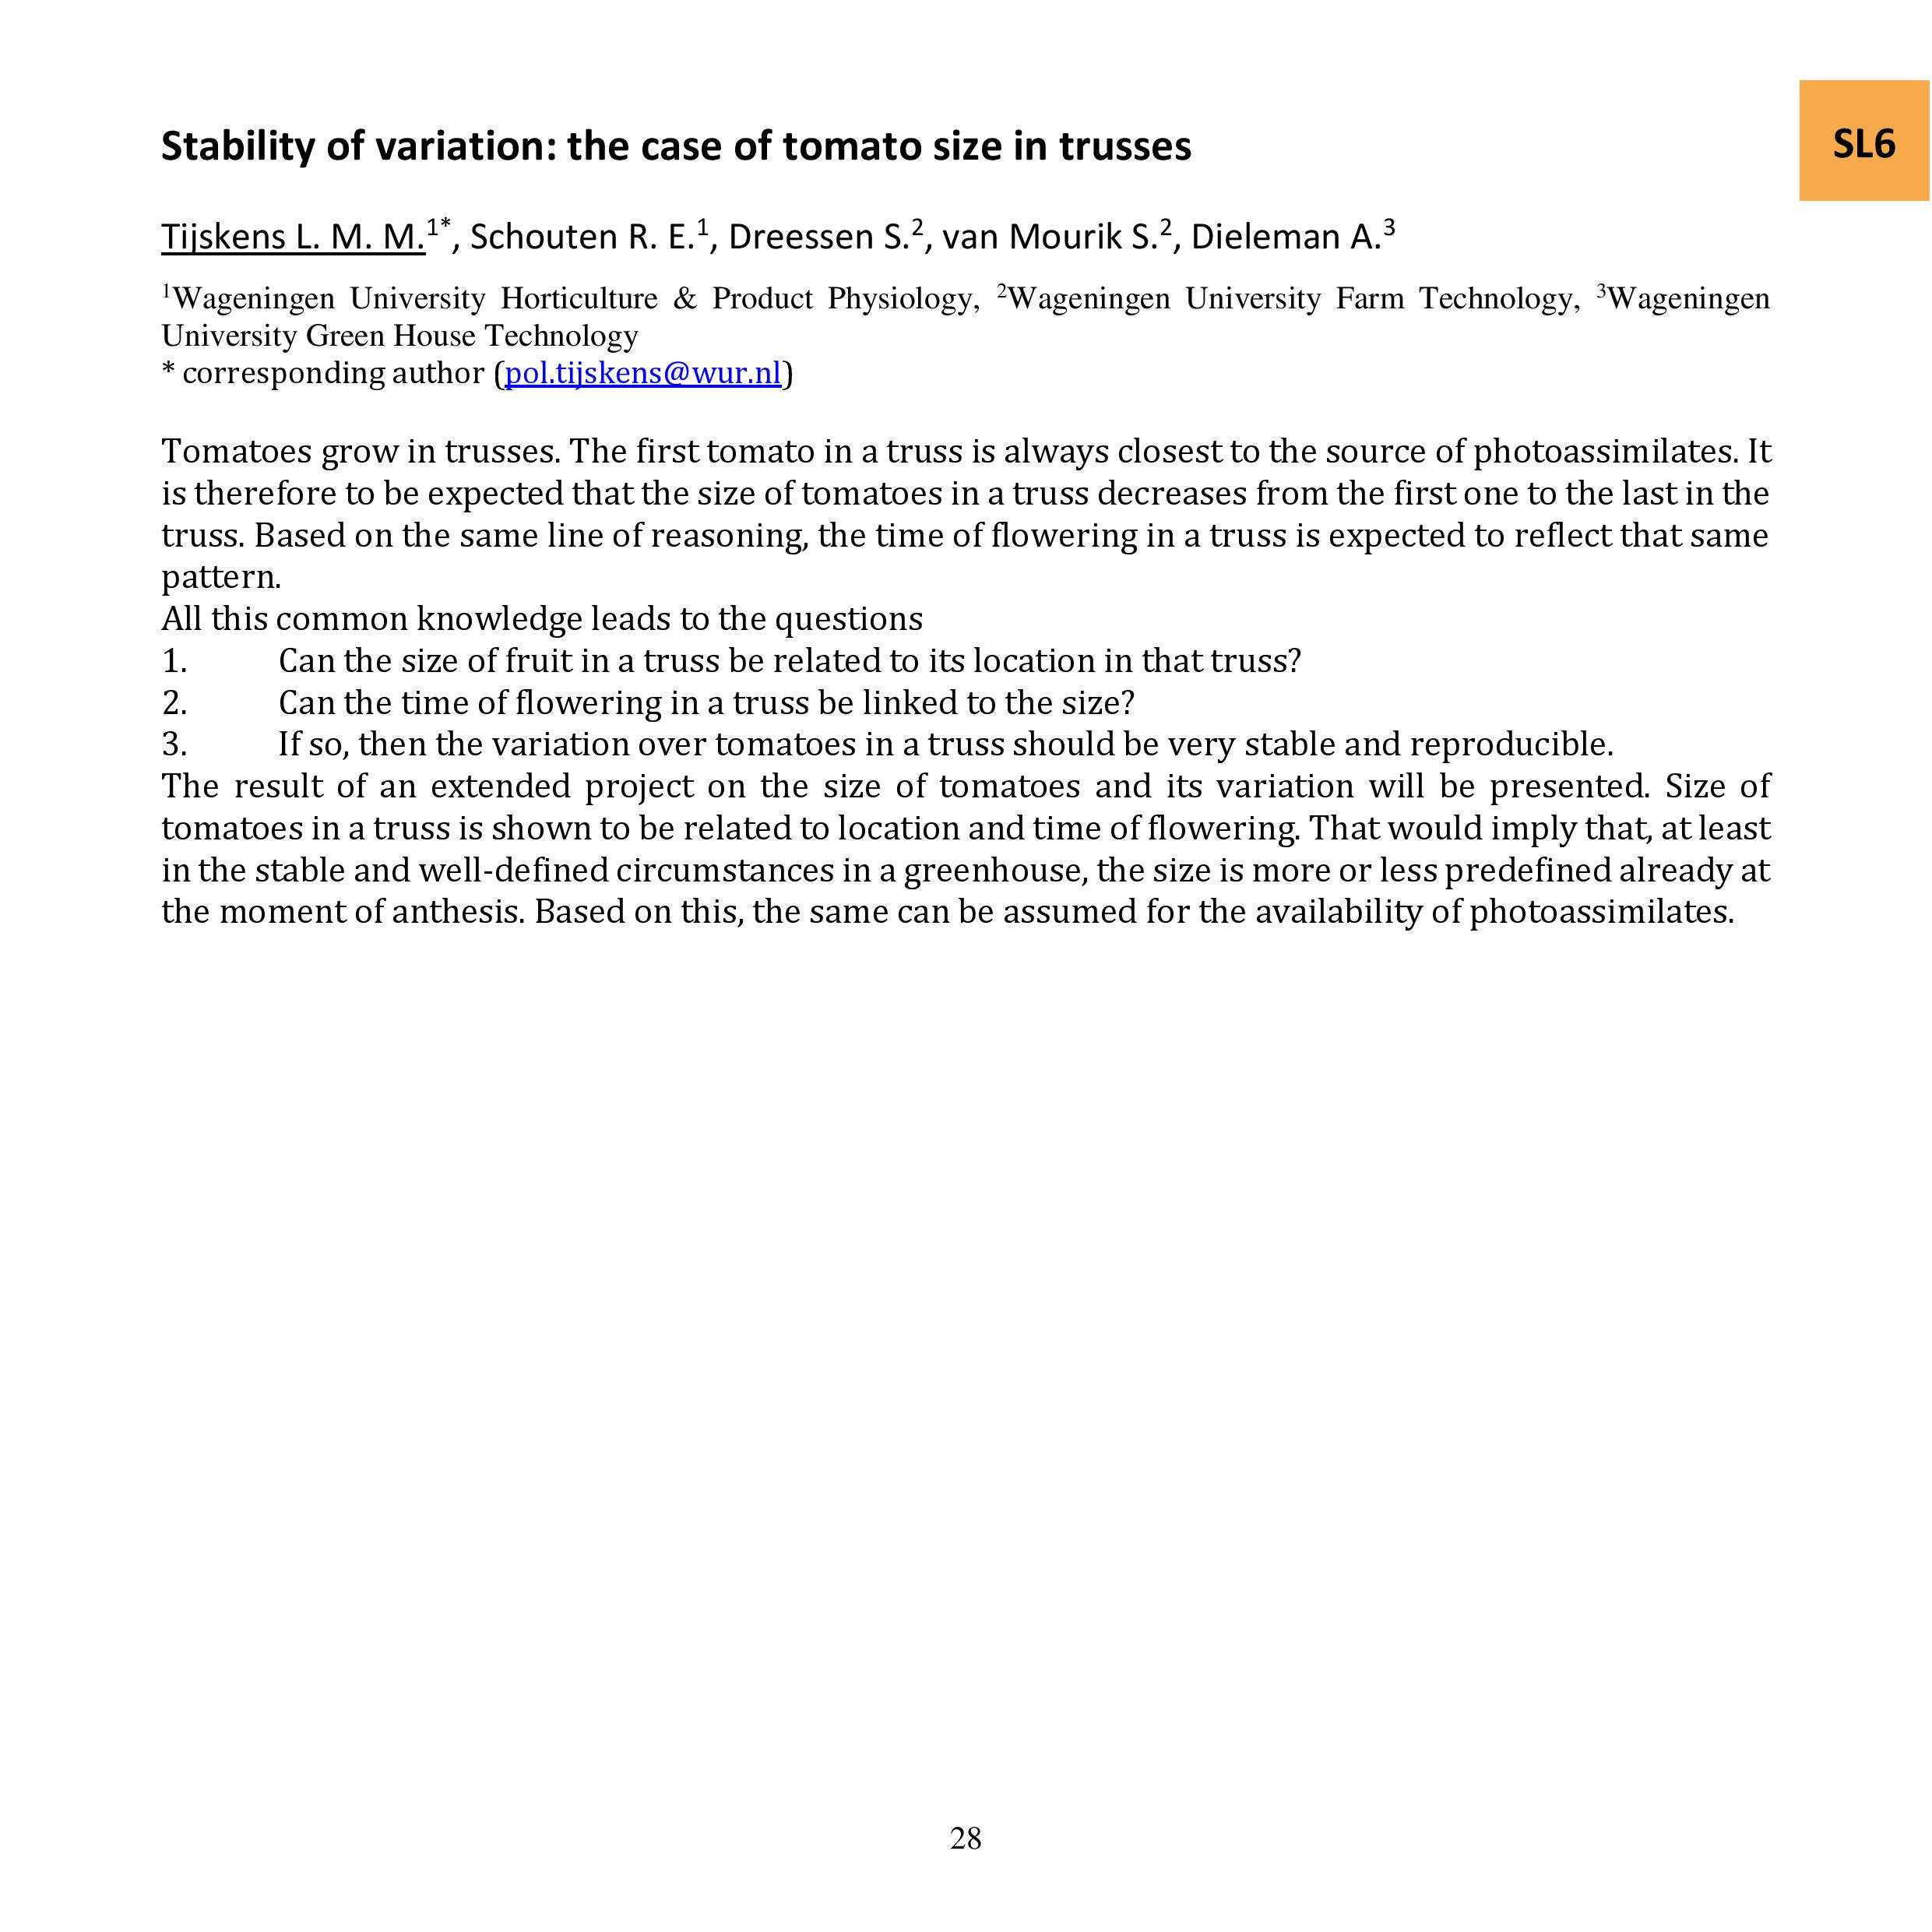 SL6
Stability of variation: the case of tomato size in trusses
Tijskens L. M. M.1*, Schouten R. E.1, Dreessen S.2, van Mourik S.2, Dieleman A.3
1Wageningen University Horticulture & Product Physiology, 2Wageningen University Farm Technology, 3Wageningen
University Green House Technology
* corresponding author (pol.tijskens@wur.nl)
Tomatoes grow in trusses. The first tomato in a truss is always closest to the source of photoassimilates. It
is therefore to be expected that the size of tomatoes in a truss decreases from the first one to the last in the
truss. Based on the same line of reasoning, the time of flowering in a truss is expected to reflect that same
pattern.
All this common knowledge leads to the questions
1. Can the size of fruit in a truss be related to its location in that truss?
2. Can the time of flowering in a truss be linked to the size?
3. If so, then the variation over tomatoes in a truss should be very stable and reproducible.
The result of an extended project on the size of tomatoes and its variation will be presented. Size of
tomatoes in a truss is shown to be related to location and time of flowering. That would imply that, at least
in the stable and well-defined circumstances in a greenhouse, the size is more or less predefined already at
the moment of anthesis. Based on this, the same can be assumed for the availability of photoassimilates.
28